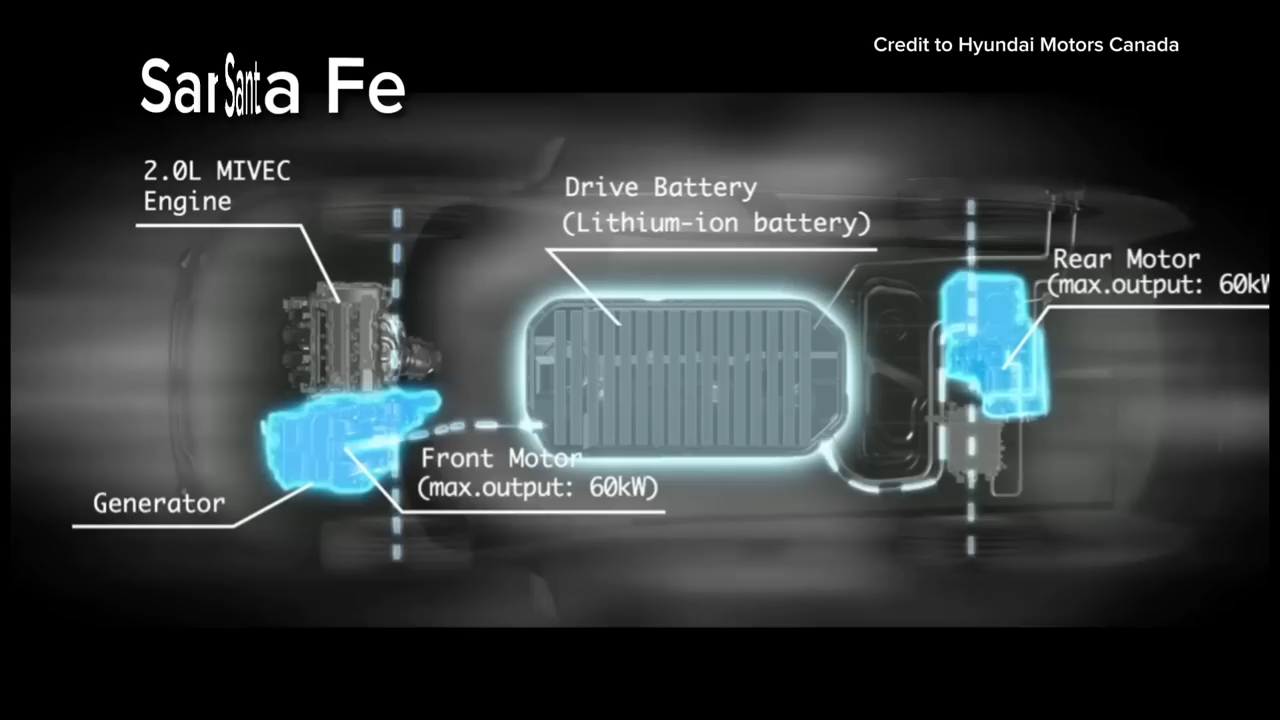 Credit to Hyundai Motors Canada
SarSanta Fe
2.0L MIVEC
Engine
Drive Battery
(Lithium-ion battery)
Rear Motor
(max.output: 60kW
Front Motor
(max.output: 60kW)
Generator